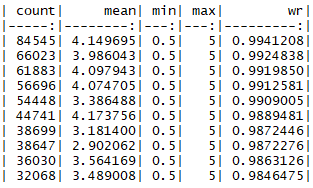 | count| mean| min| max| wr|
|-----:|--------:|---:|---:|---------:|
| 84545| 4.149695| 0.5| 5| 0.9941208|
| 66023| 3.986043| 0.5| 5| 0.9924838|
| 61883| 4.097943| 0.5| 5| 0.9919850|
| 56696| 4.074705| 0.5| 5| 0.9912581|
| 54448| 3.386488| 0.5| 5| 0.9909005|
| 44741| 4.173756| 0.5| 5| 0.9889481|
| 38699| 3.181400| 0.5| 5| 0.9872446|
| 38647| 2.902062| 0.5| 5| 0.9872276|
| 36030| 3.564169| 0.5| 5| 0.9863126|
| 32068| 3.489008| 0.5| 5| 0.9846475|